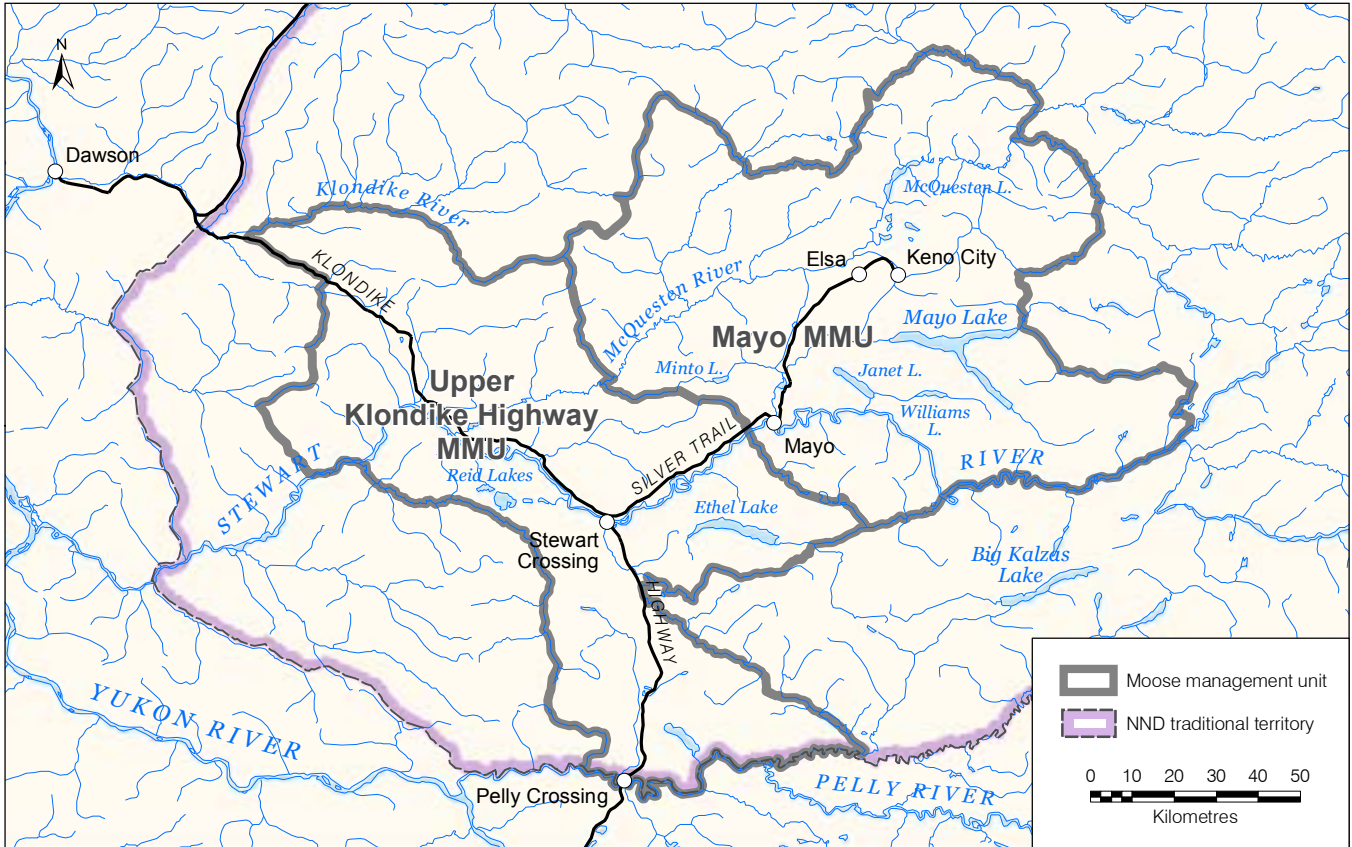 N
Dawson
Klondike River
McQuesten L.
KLONDIKE
Elsa
Keno City
McQuesten River
Mayo MMU
Mayo Lake
Minto L.
Janet L.
Upper
Klondike Highway
MMU
Williams
L.
SILVER TRAIL
Mayo
STEWART
RIVER
Reid Lakes
Ethel Lake
Stewart
Crossing
Big Kalzas
Lake
HIGHWAY
YUKON RIVER
Pelly Crossing
PELLY RIVER
Moose management unit
NND traditional territory
0 10 20 30 40 50
Kilometres